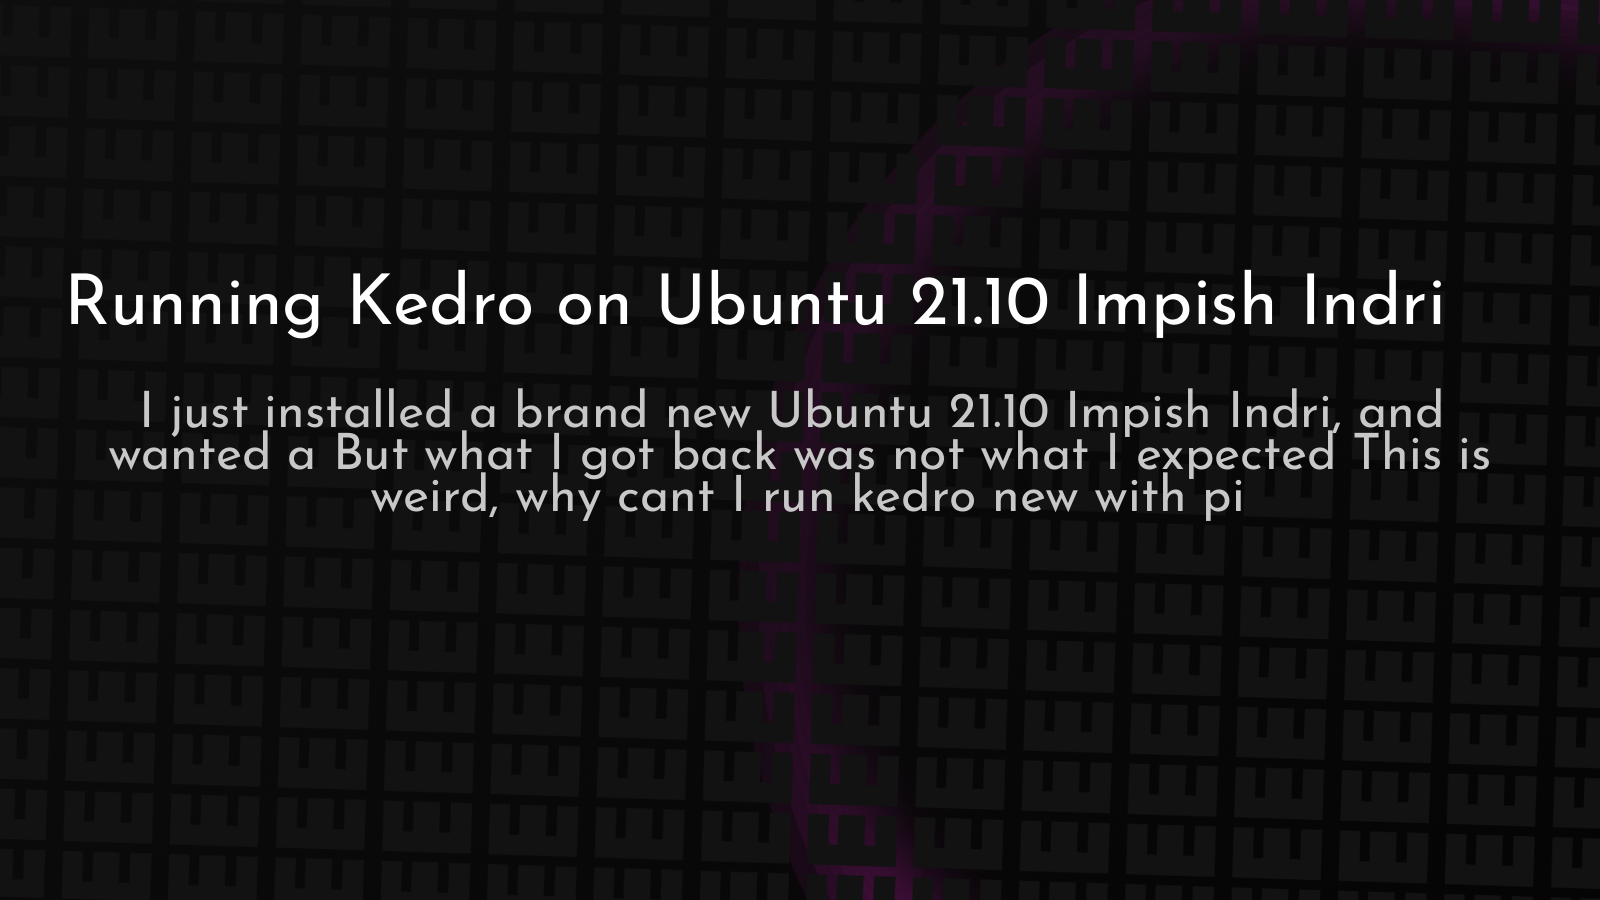 Running Kedro on Ubuntu 21.10 Impish Indri
I just installed a brand new Ubuntu 21.10 Impish Indri, and
wanted a But what I got back was not what I expected This is
weird, why cant I run kedro new with pi